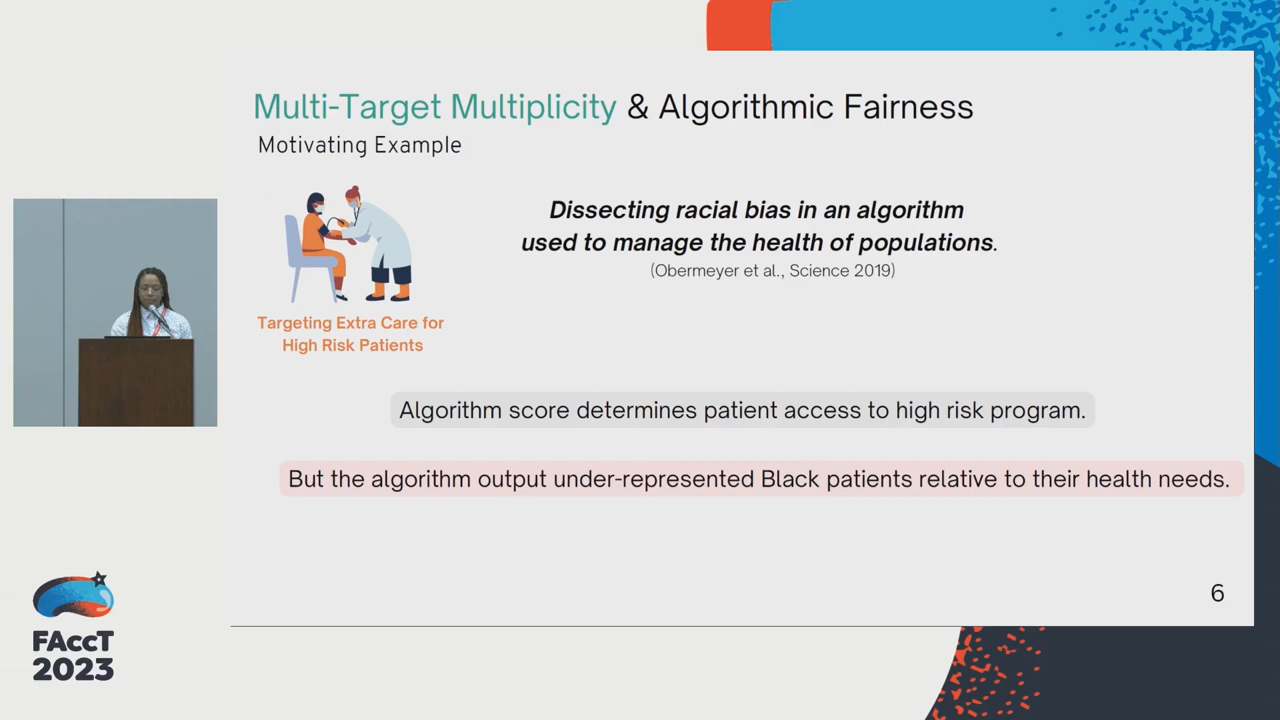 Multi-Target Multiplicity & Algorithmic Fairness
Motivating Example
Dissecting racial bias in an algorithm
used to manage the health of populations.
(Obermeyer et al., Science 2019)
Targeting Extra Care for
High Risk Patients
Algorithm score determines patient access to high risk program.
But the algorithm output under-represented Black patients relative to their health needs.
6
FAccT
2023